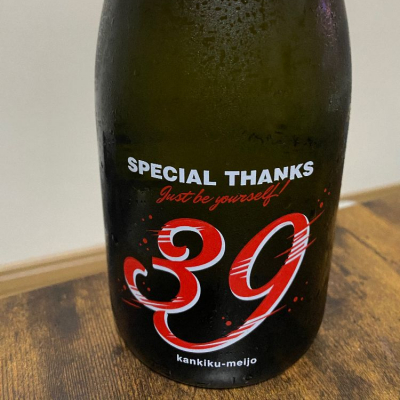 SPECIAL THANKS
Just be yourself!
39
kankiku-meijo